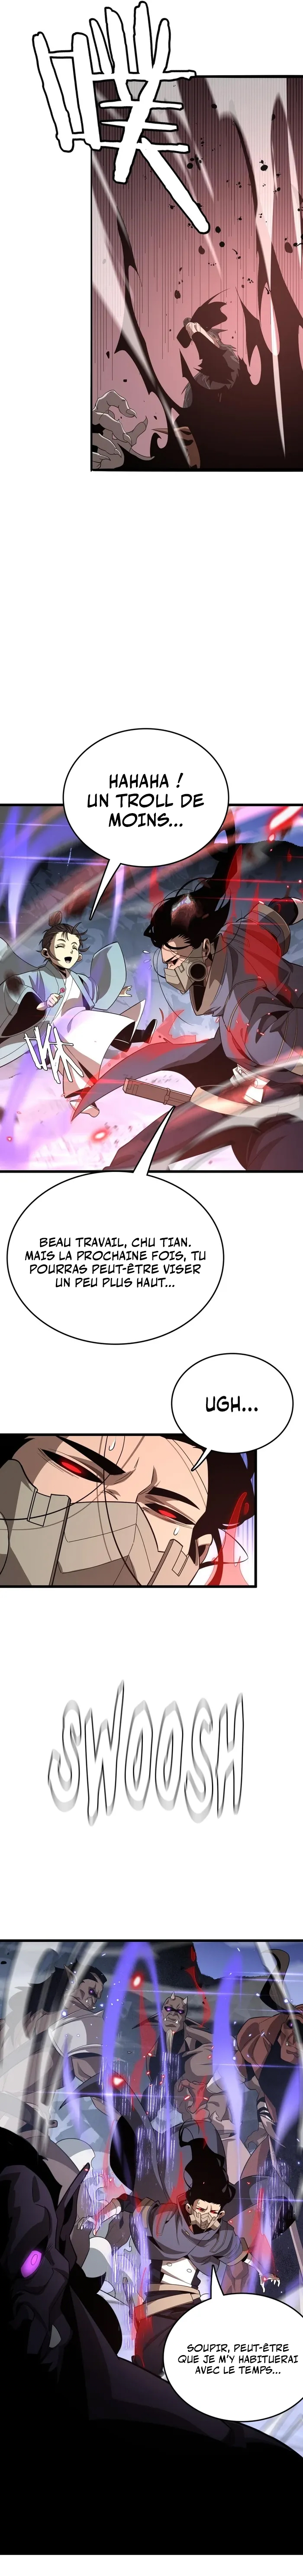 HAHAHA !
UN TROLL DE
MOINS...
BEAU TRAVAIL, CHU TIAN.
MAIS LA PROCHAINE FOIS, TU
POURRAS PEUT-ÊTRE VISER
UN PEU PLUS HAUT...
UGH...
SWOOSH
SOUPIR, PEUT-ÊTRE
QUE JE M'Y HABITUERAI
AVEC LE TEMPS...